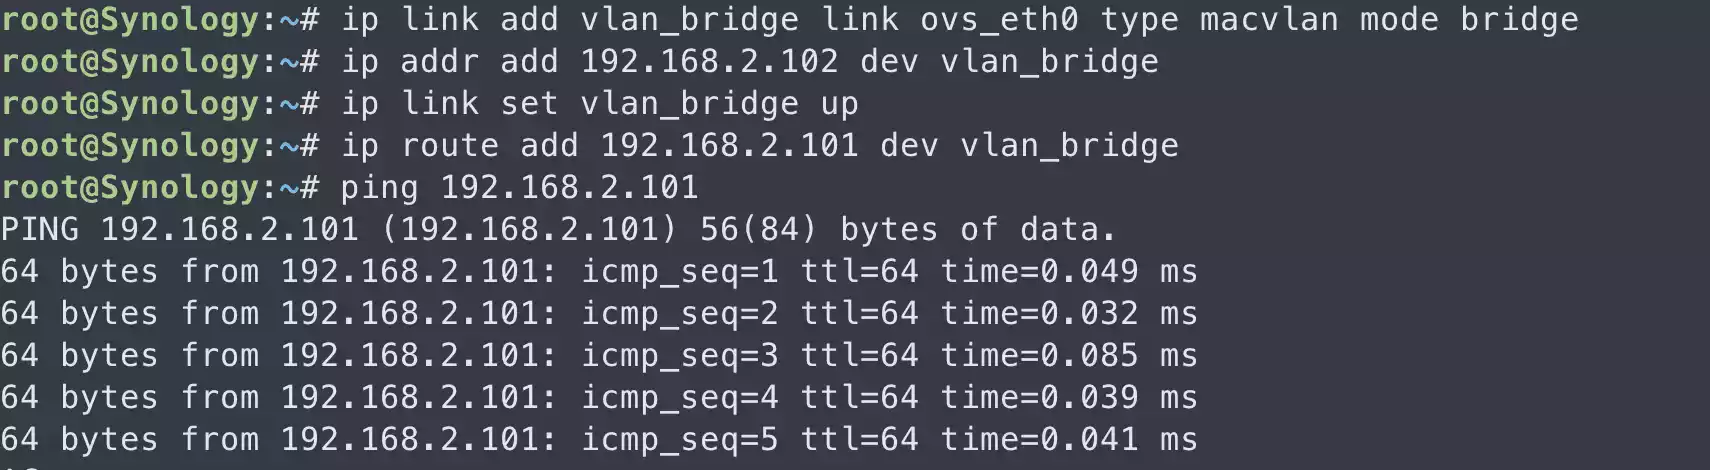 root@Synology:~# ip link add vlan_bridge link ovs_eth0 type macvlan mode bridge
root@Synology:~# ip addr add 192.168.2.102 dev vlan_bridge
root@Synology:~# ip link set vlan_bridge up
root@Synology:~# ip route add 192.168.2.101 dev vlan_bridge
root@Synology:~# ping 192.168.2.101
PING 192.168.2.101 (192.168.2.101) 56(84) bytes of data.
64 bytes from 192.168.2.101: icmp_seq=1 ttl=64 time=0.049 ms
64 bytes from 192.168.2.101: icmp_seq=2 ttl=64 time=0.032 ms
64 bytes from 192.168.2.101: icmp_seq=3 ttl=64 time=0.085 ms
64 bytes from 192.168.2.101: icmp_seq=4 ttl=64 time=0.039 ms
64 bytes from 192.168.2.101: icmp_seq=5 ttl=64 time=0.041 ms